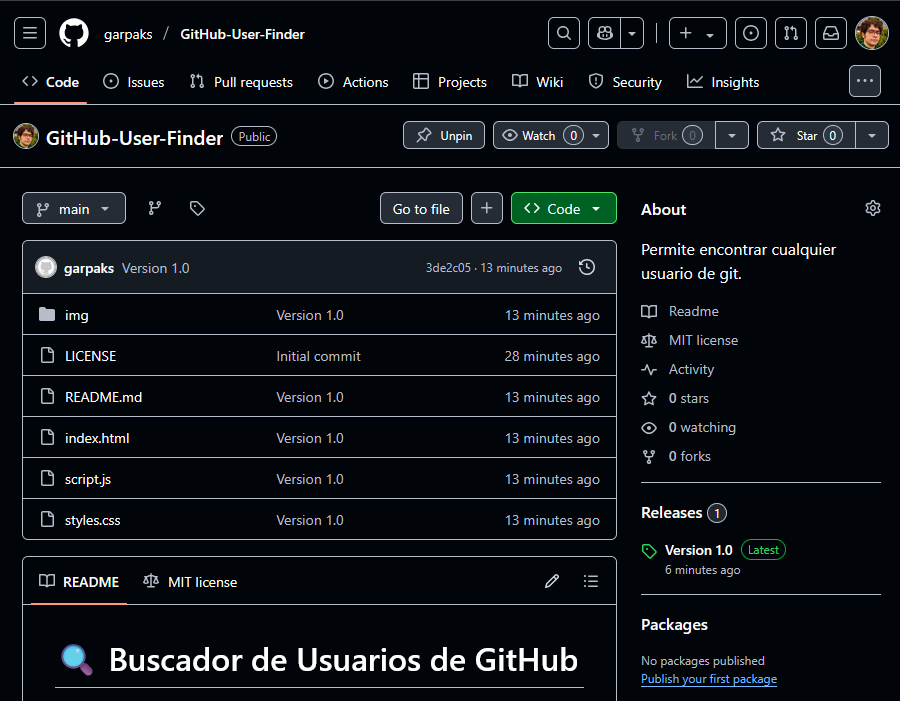 garpaks / GitHub-User-Finder
Code Issues Pull requests Actions Projects Wiki Security Insights
GitHub-User-Finder Public Unpin Watch 0 Fork 0 Star 0
main Go to file Code
garpaks Version 1.0 3de2c05 · 13 minutes ago
img Version 1.0 13 minutes ago
LICENSE Initial commit 28 minutes ago
README.md Version 1.0 13 minutes ago
index.html Version 1.0 13 minutes ago
script.js Version 1.0 13 minutes ago
styles.css Version 1.0 13 minutes ago
README MIT license
Buscador de Usuarios de GitHub
About
Permite encontrar cualquier
usuario de git.
Readme
MIT license
Activity
0 stars
0 watching
0 forks
Releases 1
Version 1.0 Latest
6 minutes ago
Packages
No packages published
Publish your first package